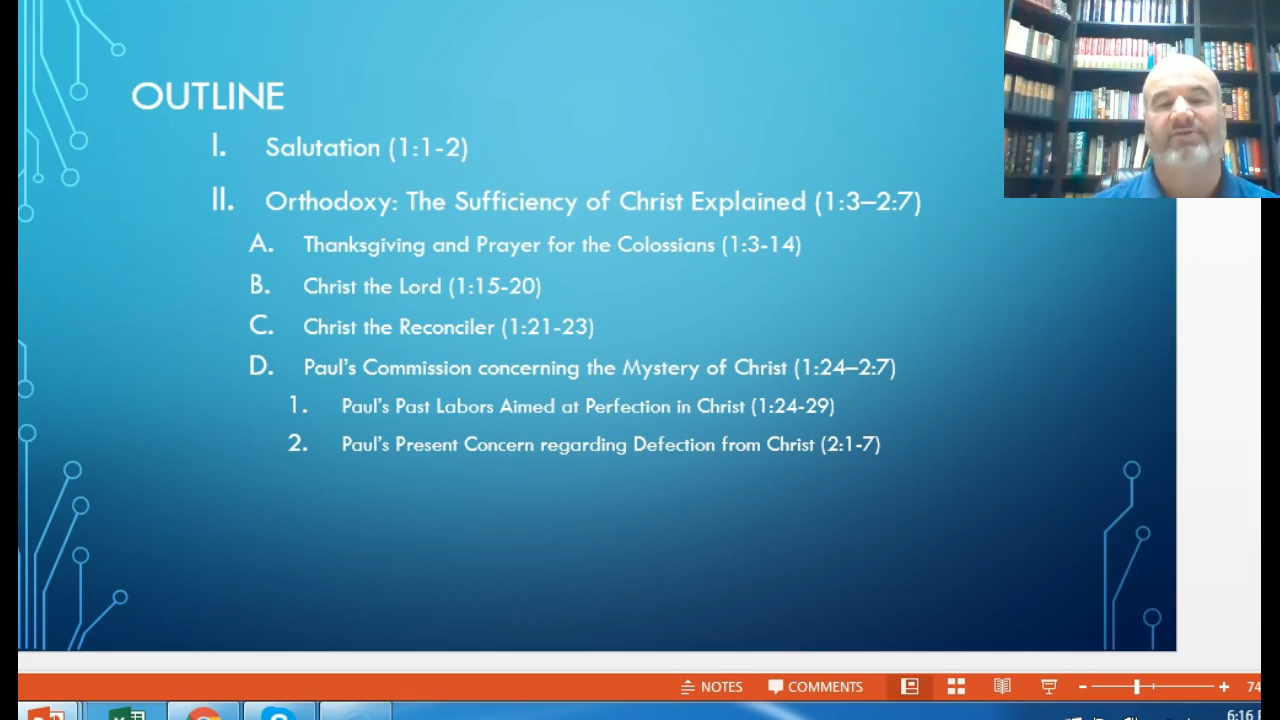 OUTLINE
I. Salutation (1:1-2)
II. Orthodoxy: The Sufficiency of Christ Explained (1:3–2:7)
A. Thanksgiving and Prayer for the Colossians (1:3-14)
B. Christ the Lord (1:15-20)
C. Christ the Reconciler (1:21-23)
D. Paul's Commission concerning the Mystery of Christ (1:24–2:7)
1. Paul's Past Labors Aimed at Perfection in Christ (1:24-29)
2. Paul's Present Concern regarding Defection from Christ (2:1-7)
NOTES COMMENTS 74
6:16